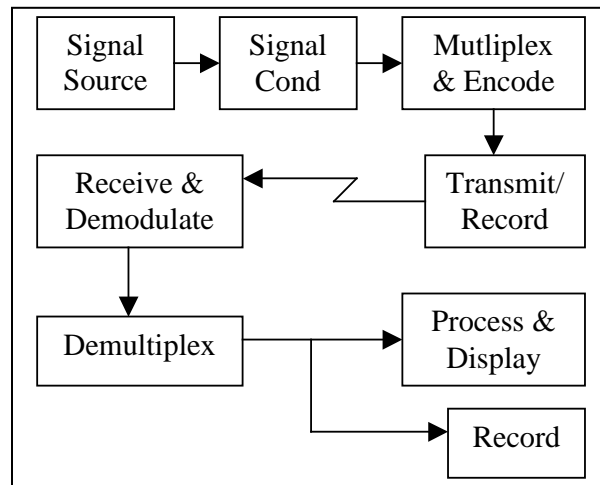 Signal
Source
Signal
Cond
Mutliplex
& Encode
Receive &
Demodulate
Transmit/
Record
Demultiplex
Process &
Display
Record